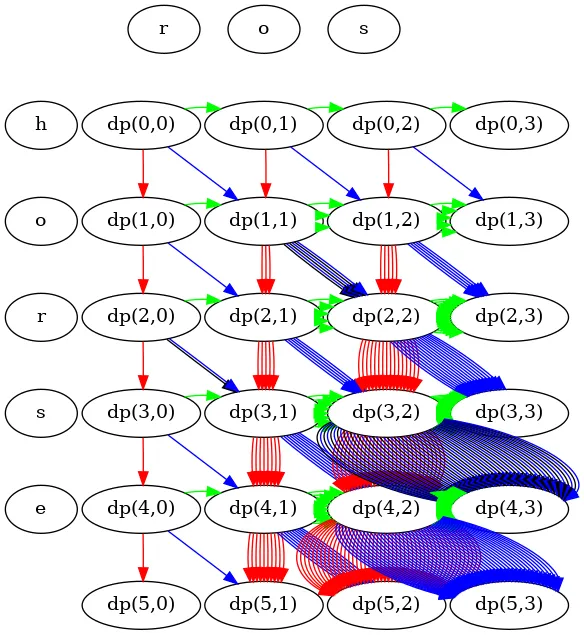 r o s
h dp(0,0) dp(0,1) dp(0,2) dp(0,3)
o dp(1,0) dp(1,1) dp(1,2) dp(1,3)
r dp(2,0) dp(2,1) dp(2,2) dp(2,3)
s dp(3,0) dp(3,1) dp(3,2) dp(3,3)
e dp(4,0) dp(4,1) dp(4,2) dp(4,3)
dp(5,0) dp(5,1) dp(5,2) dp(5,3)